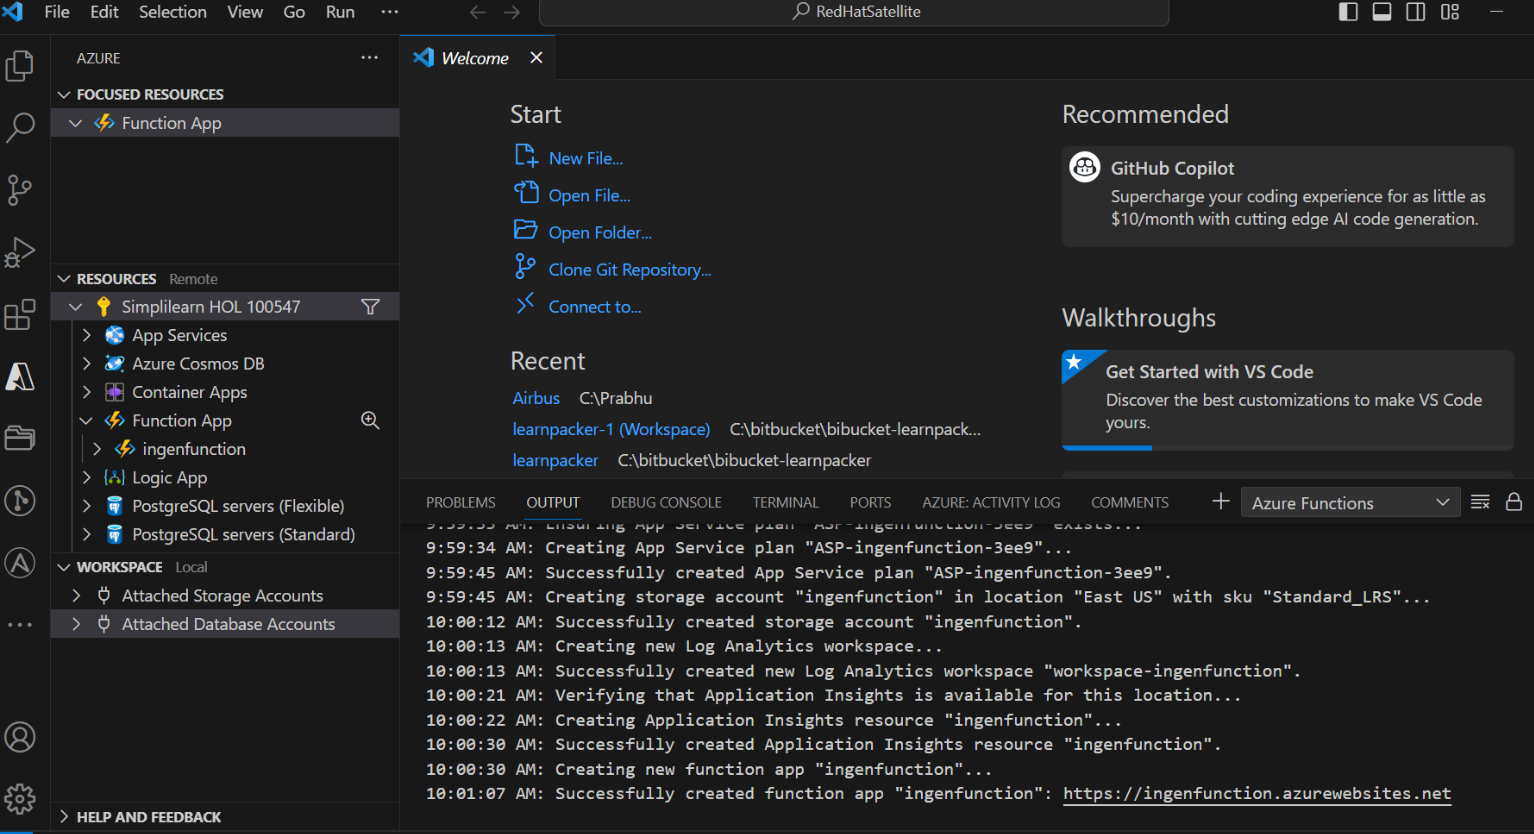 File Edit Selection View Go Run ···
RedHatSatellite
AZURE ···
FOCUSED RESOURCES
Function App
RESOURCES Remote
Simplilearn HOL 100547
App Services
Azure Cosmos DB
Container Apps
Function App
ingenfunction
Logic App
PostgreSQL servers (Flexible)
PostgreSQL servers (Standard)
WORKSPACE Local
Attached Storage Accounts
Attached Database Accounts
HELP AND FEEDBACK
Welcome
Start
New File...
Open File...
Open Folder...
Clone Git Repository...
Connect to...
Recent
Airbus C:\Prabhu
learnpacker-1 (Workspace) C:\bitbucket\bibucket-learnpack...
learnpacker C:\bitbucket\bibucket-learnpacker
Recommended
GitHub Copilot
Supercharge your coding experience for as little as
$10/month with cutting edge AI code generation.
Walkthroughs
Get Started with VS Code
Discover the best customizations to make VS Code
yours.
PROBLEMS OUTPUT DEBUG CONSOLE TERMINAL PORTS AZURE: ACTIVITY LOG COMMENTS
Azure Functions
9:59:33 AM: Ensuring App Service plan "ASP-ingenfunction-3ee9" exists...
9:59:34 AM: Creating App Service plan "ASP-ingenfunction-3ee9"...
9:59:45 AM: Successfully created App Service plan "ASP-ingenfunction-3ee9".
9:59:45 AM: Creating storage account "ingenfunction" in location "East US" with sku "Standard_LRS"...
10:00:12 AM: Successfully created storage account "ingenfunction".
10:00:13 AM: Creating new Log Analytics workspace...
10:00:13 AM: Successfully created new Log Analytics workspace "workspace-ingenfunction".
10:00:21 AM: Verifying that Application Insights is available for this location...
10:00:22 AM: Creating Application Insights resource "ingenfunction"...
10:00:30 AM: Successfully created Application Insights resource "ingenfunction".
10:00:30 AM: Creating new function app "ingenfunction"...
10:01:07 AM: Successfully created function app "ingenfunction": https://ingenfunction.azurewebsites.net